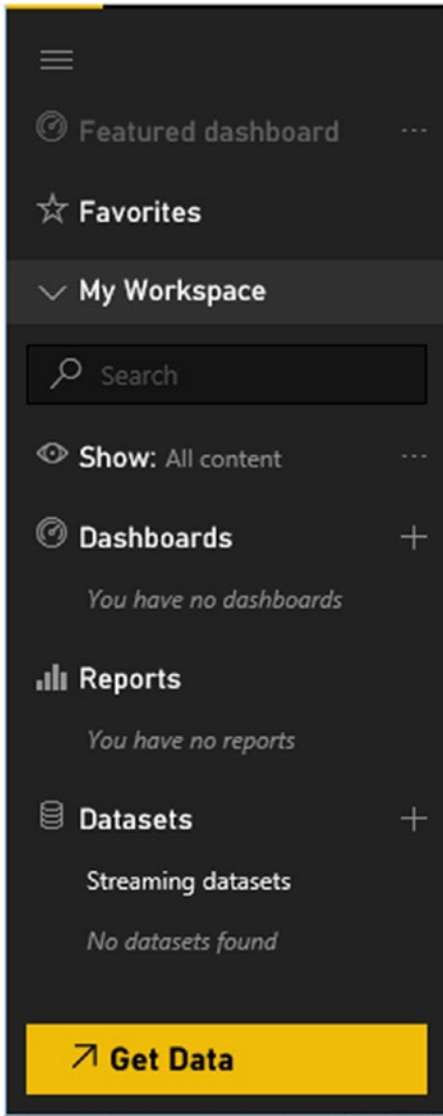 Featured dashboard ...
Favorites
My Workspace
Search
Show: All content ...
Dashboards +
You have no dashboards
Reports
You have no reports
Datasets +
Streaming datasets
No datasets found
Get Data